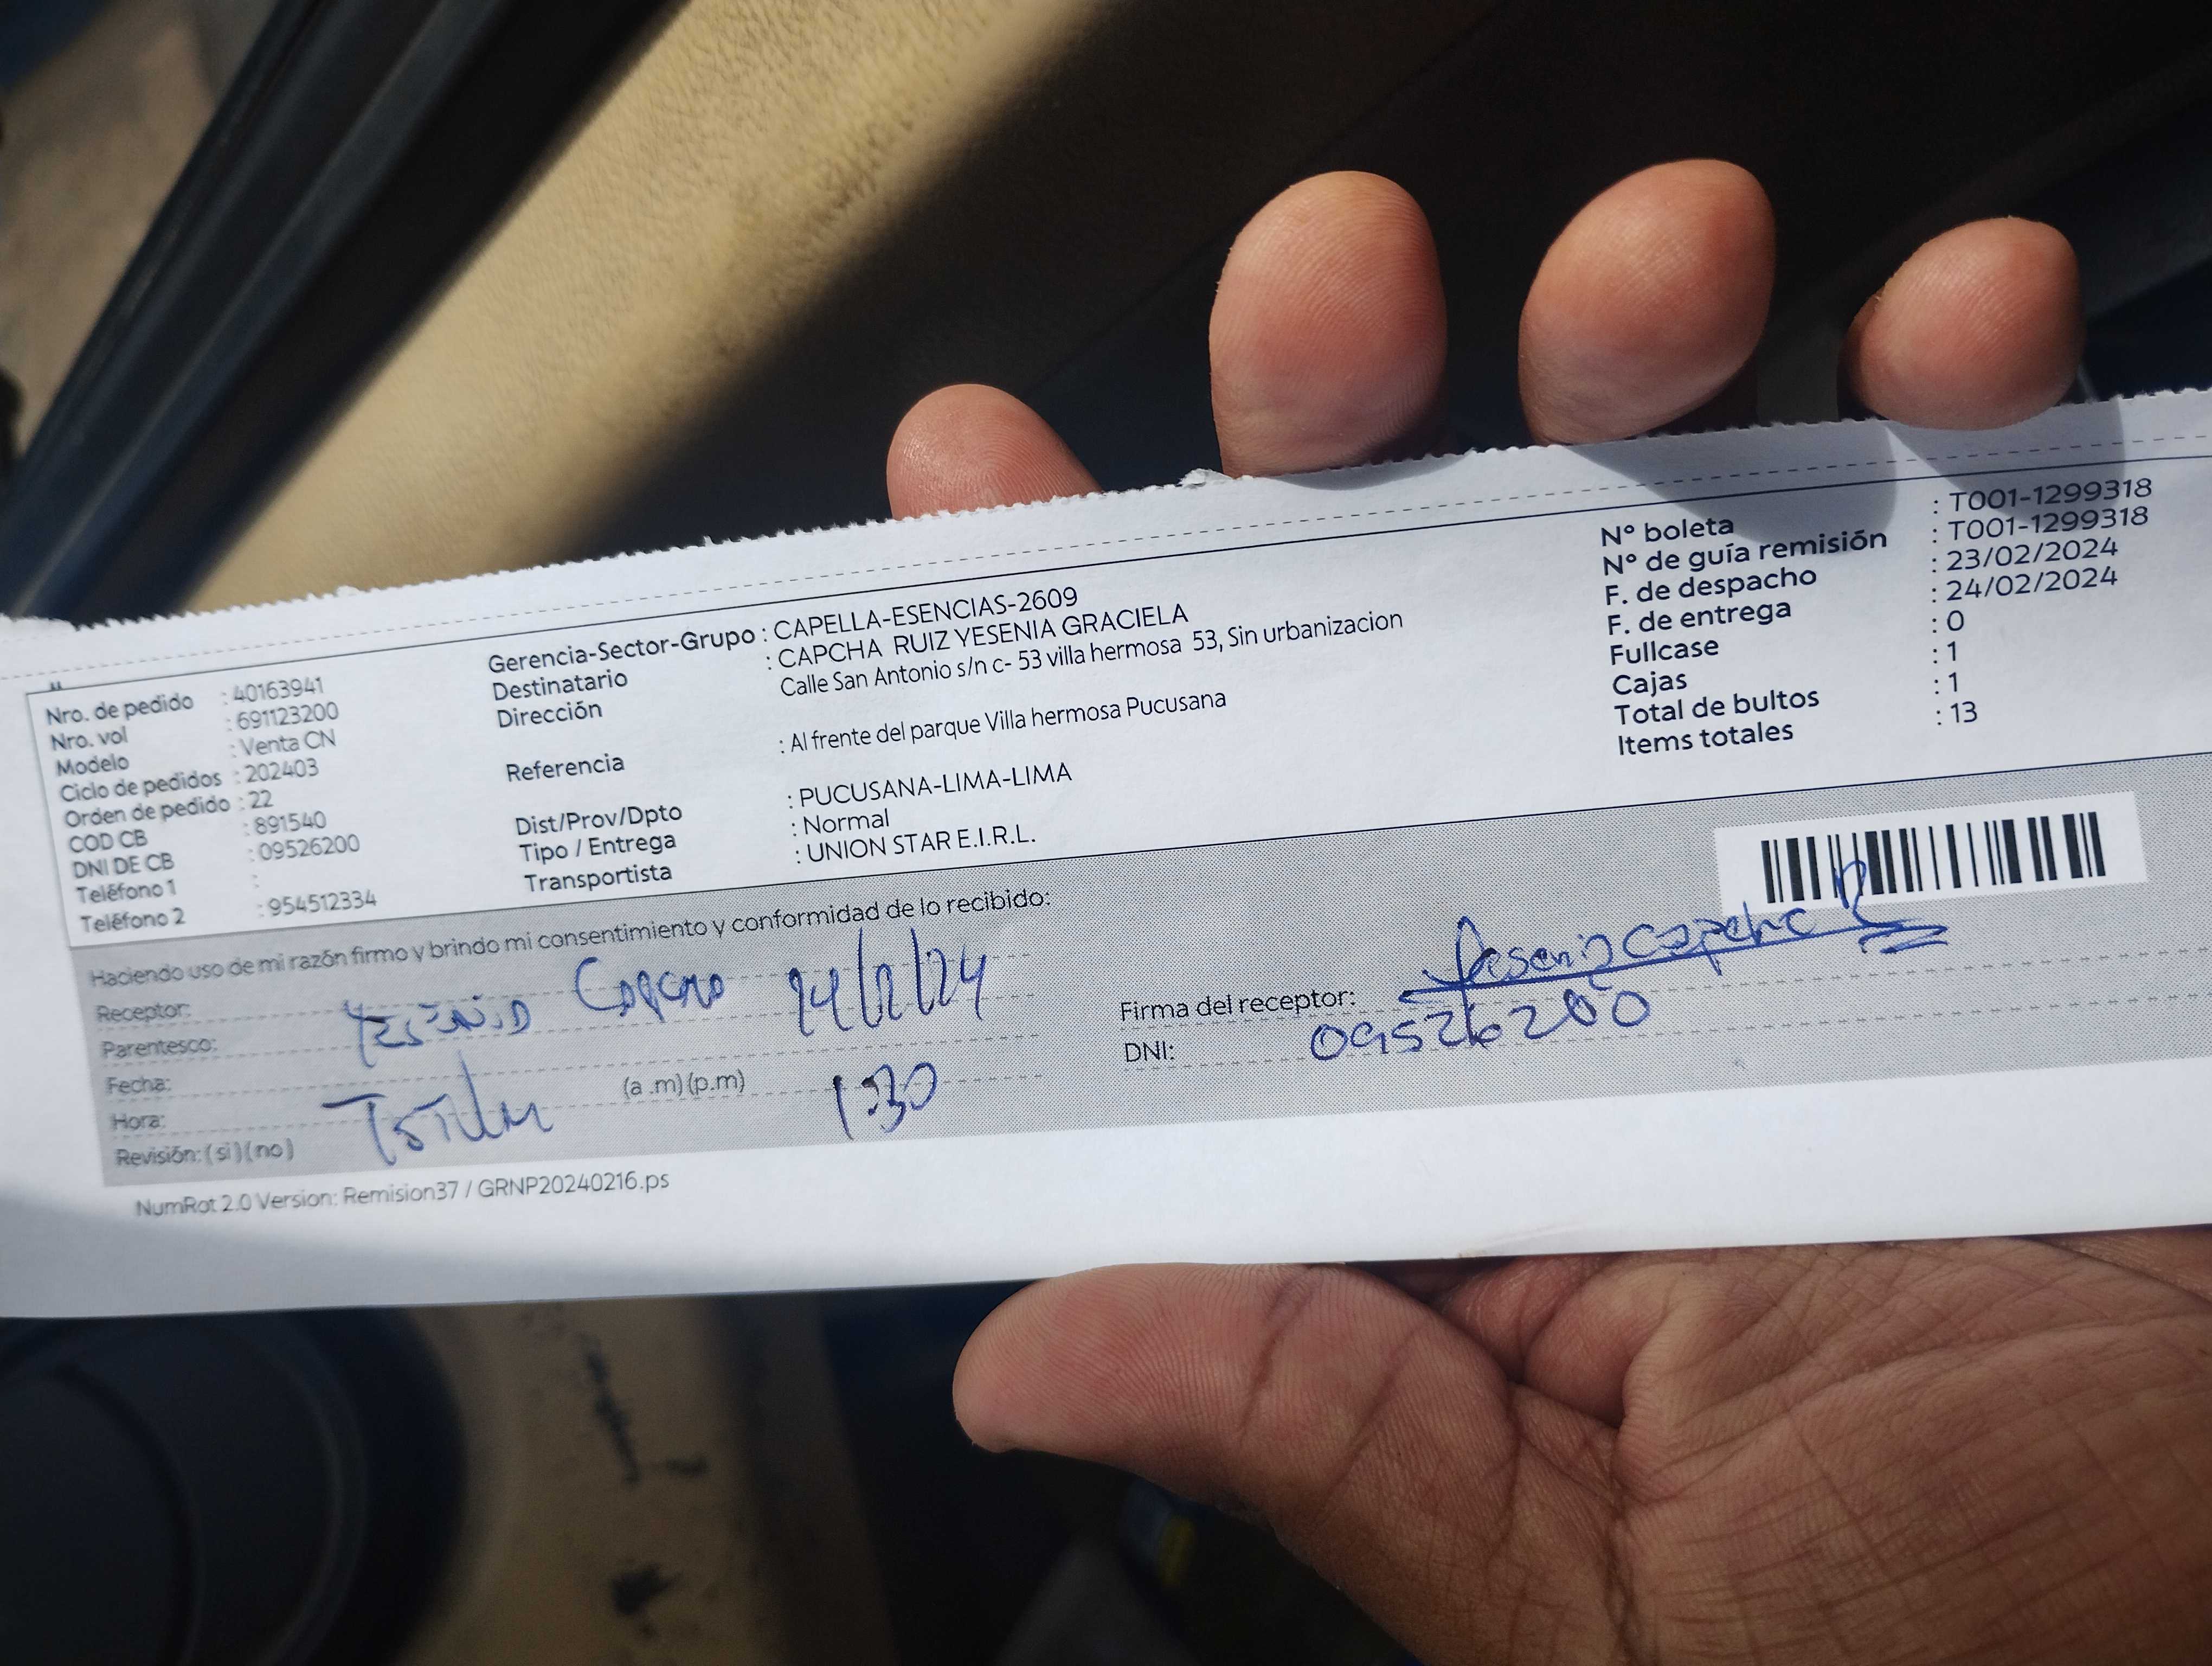 Nro. de pedido : 40163941
Nro. vol : 691123200
Modelo : Venta CN
Ciclo de pedidos : 202403
Orden de pedido : 22
COD CB : 891540
DNI DE CB : 09526200
Teléfono 1 :
Teléfono 2 : 954512334
Gerencia-Sector-Grupo : CAPELLA-ESENCIAS-2609
Destinatario : CAPCHA RUIZ YESENIA GRACIELA
Dirección Calle San Antonio s/n c- 53 villa hermosa 53, Sin urbanizacion
Referencia : Al frente del parque Villa hermosa Pucusana
Dist/Prov/Dpto : PUCUSANA-LIMA-LIMA
Tipo / Entrega : Normal
Transportista : UNION STAR E.I.R.L.
N° boleta : T001-1299318
N° de guía remisión : T001-1299318
F. de despacho : 23/02/2024
F. de entrega : 24/02/2024
Fullcase : 0
Cajas : 1
Total de bultos : 1
Items totales : 13
Haciendo uso de mi razón firmo y brindo mi consentimiento y conformidad de lo recibido:
Receptor:
Parentesco:
Fecha:
Hora: (a .m) (p.m)
Revisión: ( si ) ( no )
Capcha
1:30
Firma del receptor: Yesenia Capcha R
DNI: 09526200
NumRot 2.0 Version: Remision37 / GRNP20240216.ps